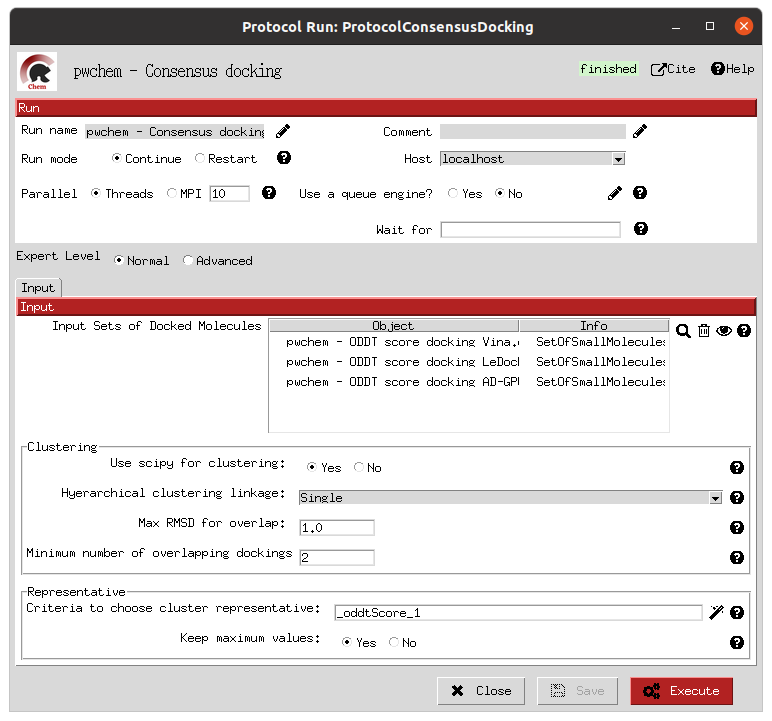 Protocol Run: ProtocolConsensusDocking
Chem
pwchem - Consensus docking
finished
Cite
Help
Run
Run name pwchem - Consensus docking
Comment
Run mode Continue Restart
Host localhost
Parallel Threads MPI 10
Use a queue engine? Yes No
Wait for
Expert Level Normal Advanced
Input
Input
Input Sets of Docked Molecules
Object Info
pwchem - ODDT score docking Vina. SetOfSmallMolecules
pwchem - ODDT score docking LeDock SetOfSmallMolecules
pwchem - ODDT score docking AD-GPU SetOfSmallMolecules
Clustering
Use scipy for clustering: Yes No
Hyerarchical clustering linkage: Single
Max RMSD for overlap: 1.0
Minimum number of overlapping dockings 2
Representative
Criteria to choose cluster representative: _oddtScore_1
Keep maximum values: Yes No
Close
Save
Execute